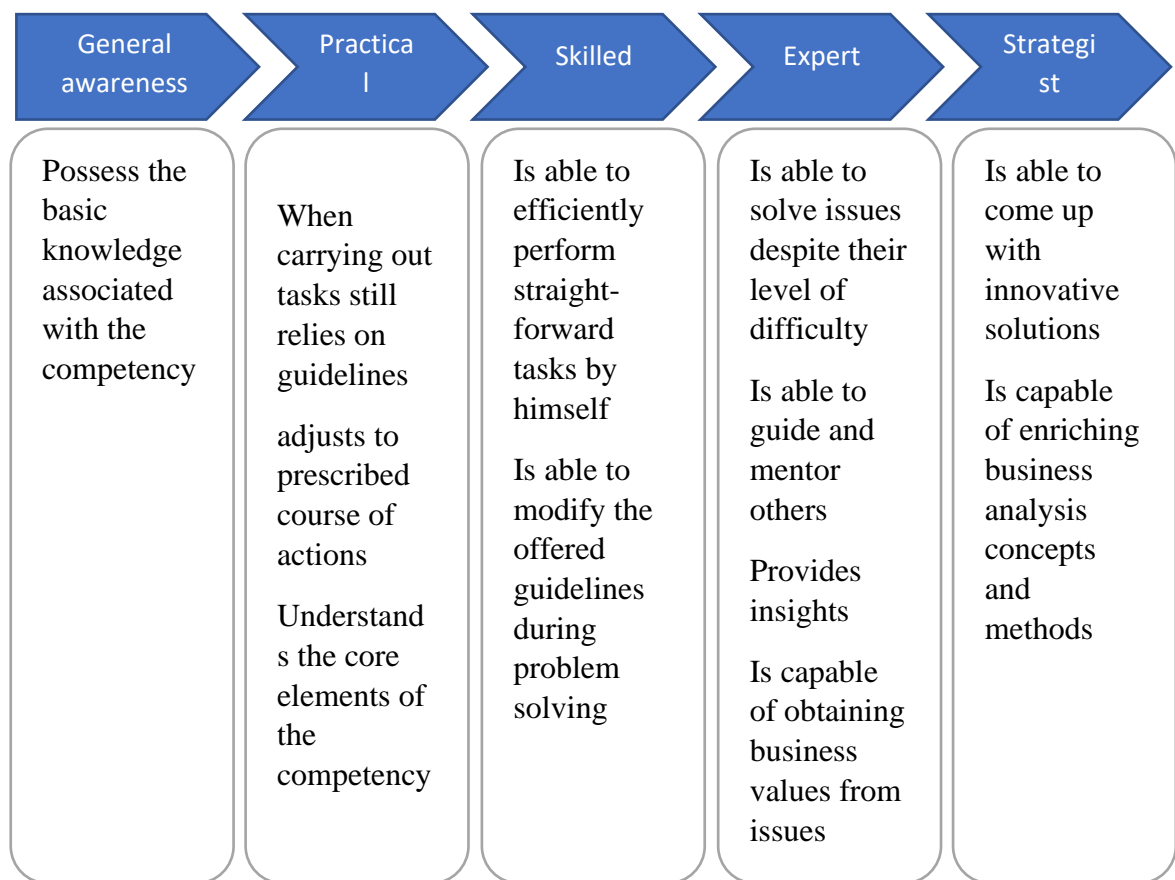 General
awareness
Practica
l
Skilled
Expert
Strategi
st
Possess the
basic
knowledge
associated
with the
competency
When
carrying out
tasks still
relies on
guidelines
adjusts to
prescribed
course of
actions
Understand
s the core
elements of
the
competency
Is able to
efficiently
perform
straight-
forward
tasks by
himself
Is able to
modify the
offered
guidelines
during
problem
solving
Is able to
solve issues
despite their
level of
difficulty
Is able to
guide and
mentor
others
Provides
insights
Is capable
of obtaining
business
values from
issues
Is able to
come up
with
innovative
solutions
Is capable
of enriching
business
analysis
concepts
and
methods